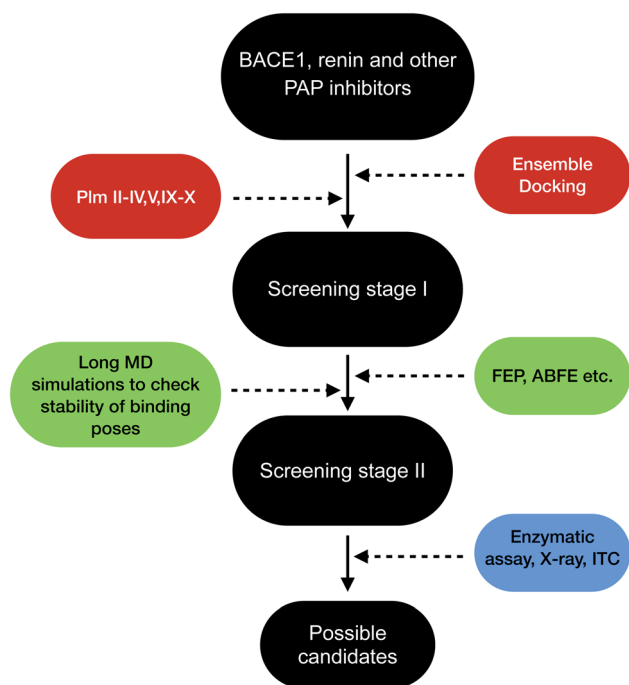 BACE1, renin and other
PAP inhibitors
Ensemble
Docking
Plm II-IV,V,IX-X
Screening stage I
Long MD
simulations to check
stability of binding
poses
FEP, ABFE etc.
Screening stage II
Enzymatic
assay, X-ray, ITC
Possible
candidates